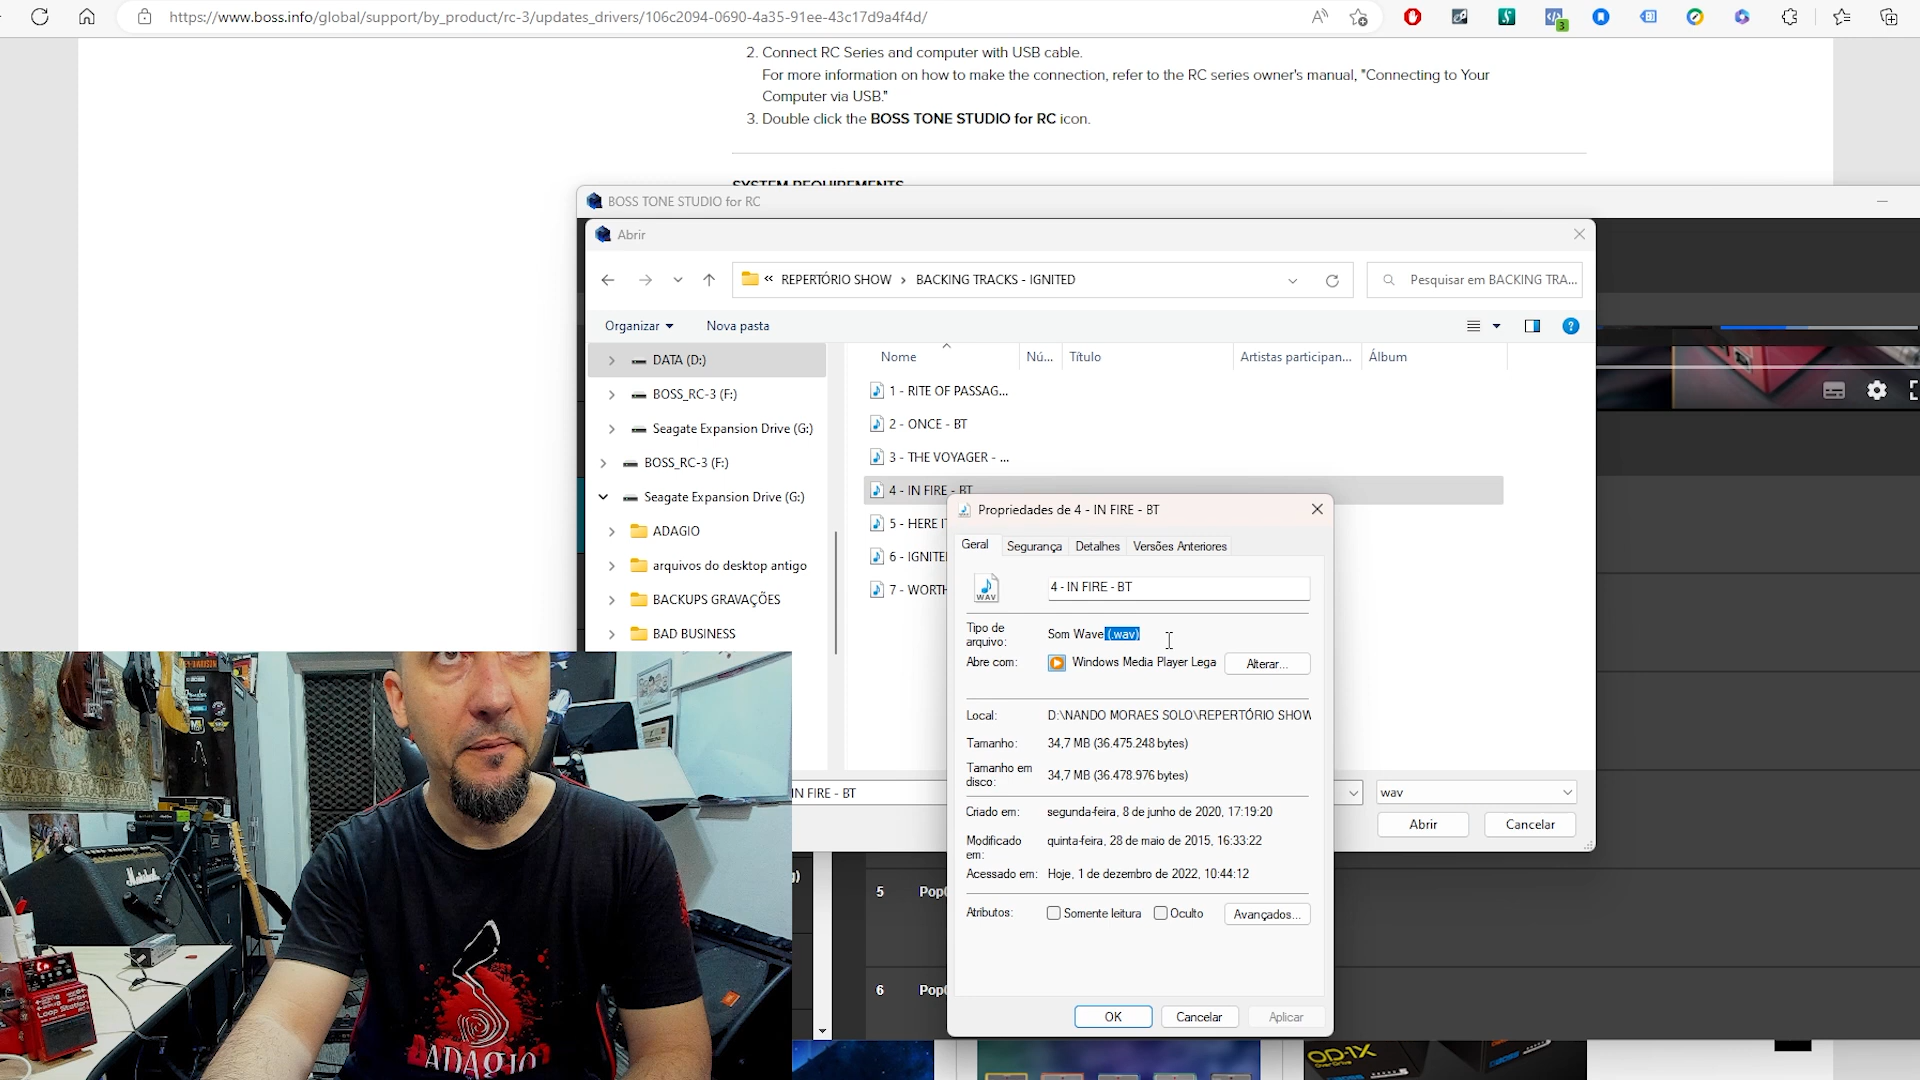 https://www.boss.info/global/support/by_product/rc-3/updates_drivers/106c2094-0690-4a35-91ee-43c17d9a4f4d/
3
2. Connect RC Series and computer with USB cable.
For more information on how to make the connection, refer to the RC series owner's manual, "Connecting to Your
Computer via USB."
3. Double click the BOSS TONE STUDIO for RC icon.
SYSTEM REQUIREMENTS
BOSS TONE STUDIO for RC
Abrir
« REPERTÓRIO SHOW > BACKING TRACKS - IGNITED
Pesquisar em BACKING TRA...
Organizar
Nova pasta
Nome
Nú...
Título
Artistas participan...
Álbum
DATA (D:)
BOSS_RC-3 (F:)
Seagate Expansion Drive (G:)
BOSS_RC-3 (F:)
Seagate Expansion Drive (G:)
ADAGIO
arquivos do desktop antigo
BACKUPS GRAVAÇÕES
BAD BUSINESS
1 - RITE OF PASSAG...
2 - ONCE - BT
3 - THE VOYAGER - ...
4 - IN FIRE - BT
5 - HERE
6 - IGNITE
7 - WORTH
Propriedades de 4 - IN FIRE - BT
Geral
Segurança
Detalhes
Versões Anteriores
WAV
4 - IN FIRE - BT
Tipo de
arquivo:
Som Wave (.wav)
Abre com:
Windows Media Player Lega
Alterar...
Local:
D:\NANDO MORAES SOLO\REPERTÓRIO SHOW
Tamanho:
34,7 MB (36.475.248 bytes)
Tamanho em
disco:
34,7 MB (36.478.976 bytes)
Criado em:
segunda-feira, 8 de junho de 2020, 17:19:20
Modificado
em:
quinta-feira, 28 de maio de 2015, 16:33:22
Acessado em:
Hoje, 1 de dezembro de 2022, 10:44:12
Atributos:
Somente leitura
Oculto
Avançados...
OK
Cancelar
Aplicar
IN FIRE - BT
wav
Abrir
Cancelar
5
6
Marshall
Loop Station
ADAGIO
OD-1X
OverDrive